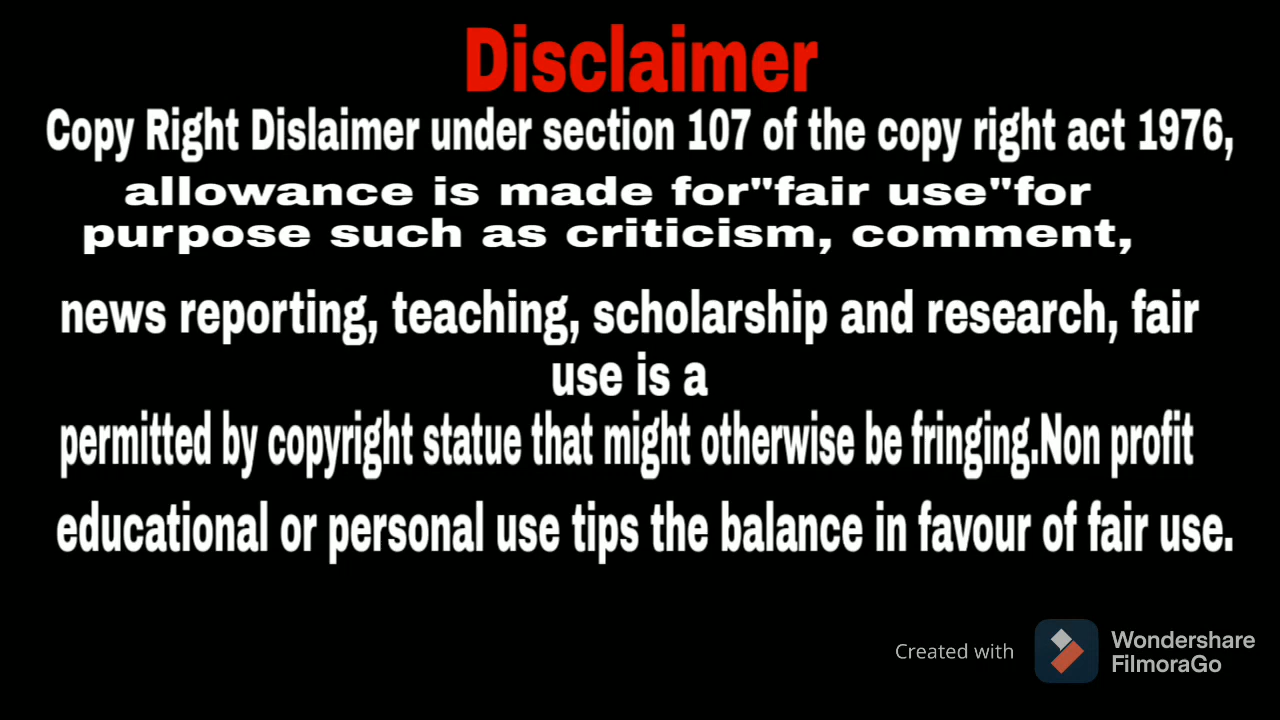 Disclaimer
Copy Right Dislaimer under section 107 of the copy right act 1976,
allowance is made for"fair use"for
purpose such as criticism, comment,
news reporting, teaching, scholarship and research, fair
use is a
permitted by copyright statue that might otherwise be fringing.Non profit
educational or personal use tips the balance in favour of fair use.
Created with
Wondershare
FilmoraGo